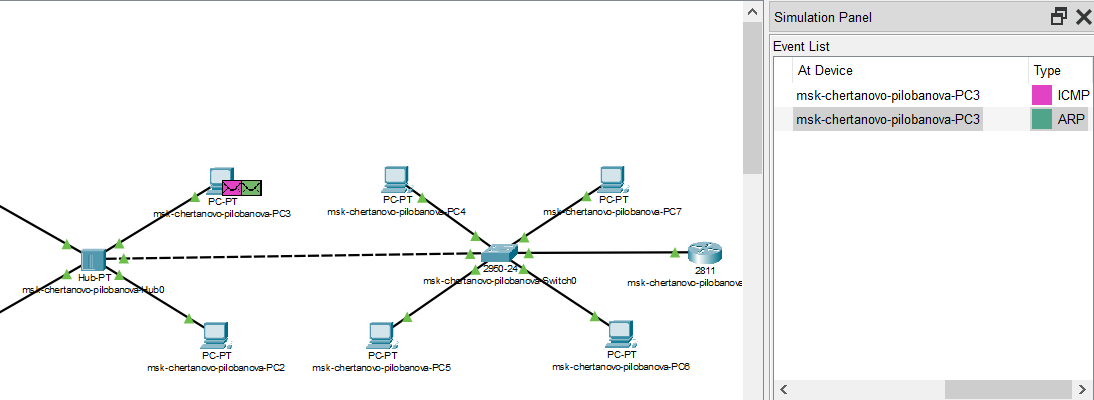 Simulation Panel
Event List
At Device Type
msk-chertanovo-pilobanova-PC3 ICMP
msk-chertanovo-pilobanova-PC3 ARP
PC-PT
msk-chertanovo-pilobanova-PC3
PC-PT
msk-chertanovo-pilobanova-PC4
PC-PT
msk-chertanovo-pilobanova-PC7
Hub-PT
msk-chertanovo-pilobanova-Hub0
2950-24
msk-chertanovo-pilobanova-Switch0
2811
msk-chertanovo-pilobanova
PC-PT
msk-chertanovo-pilobanova-PC2
PC-PT
msk-chertanovo-pilobanova-PC5
PC-PT
msk-chertanovo-pilobanova-PC6